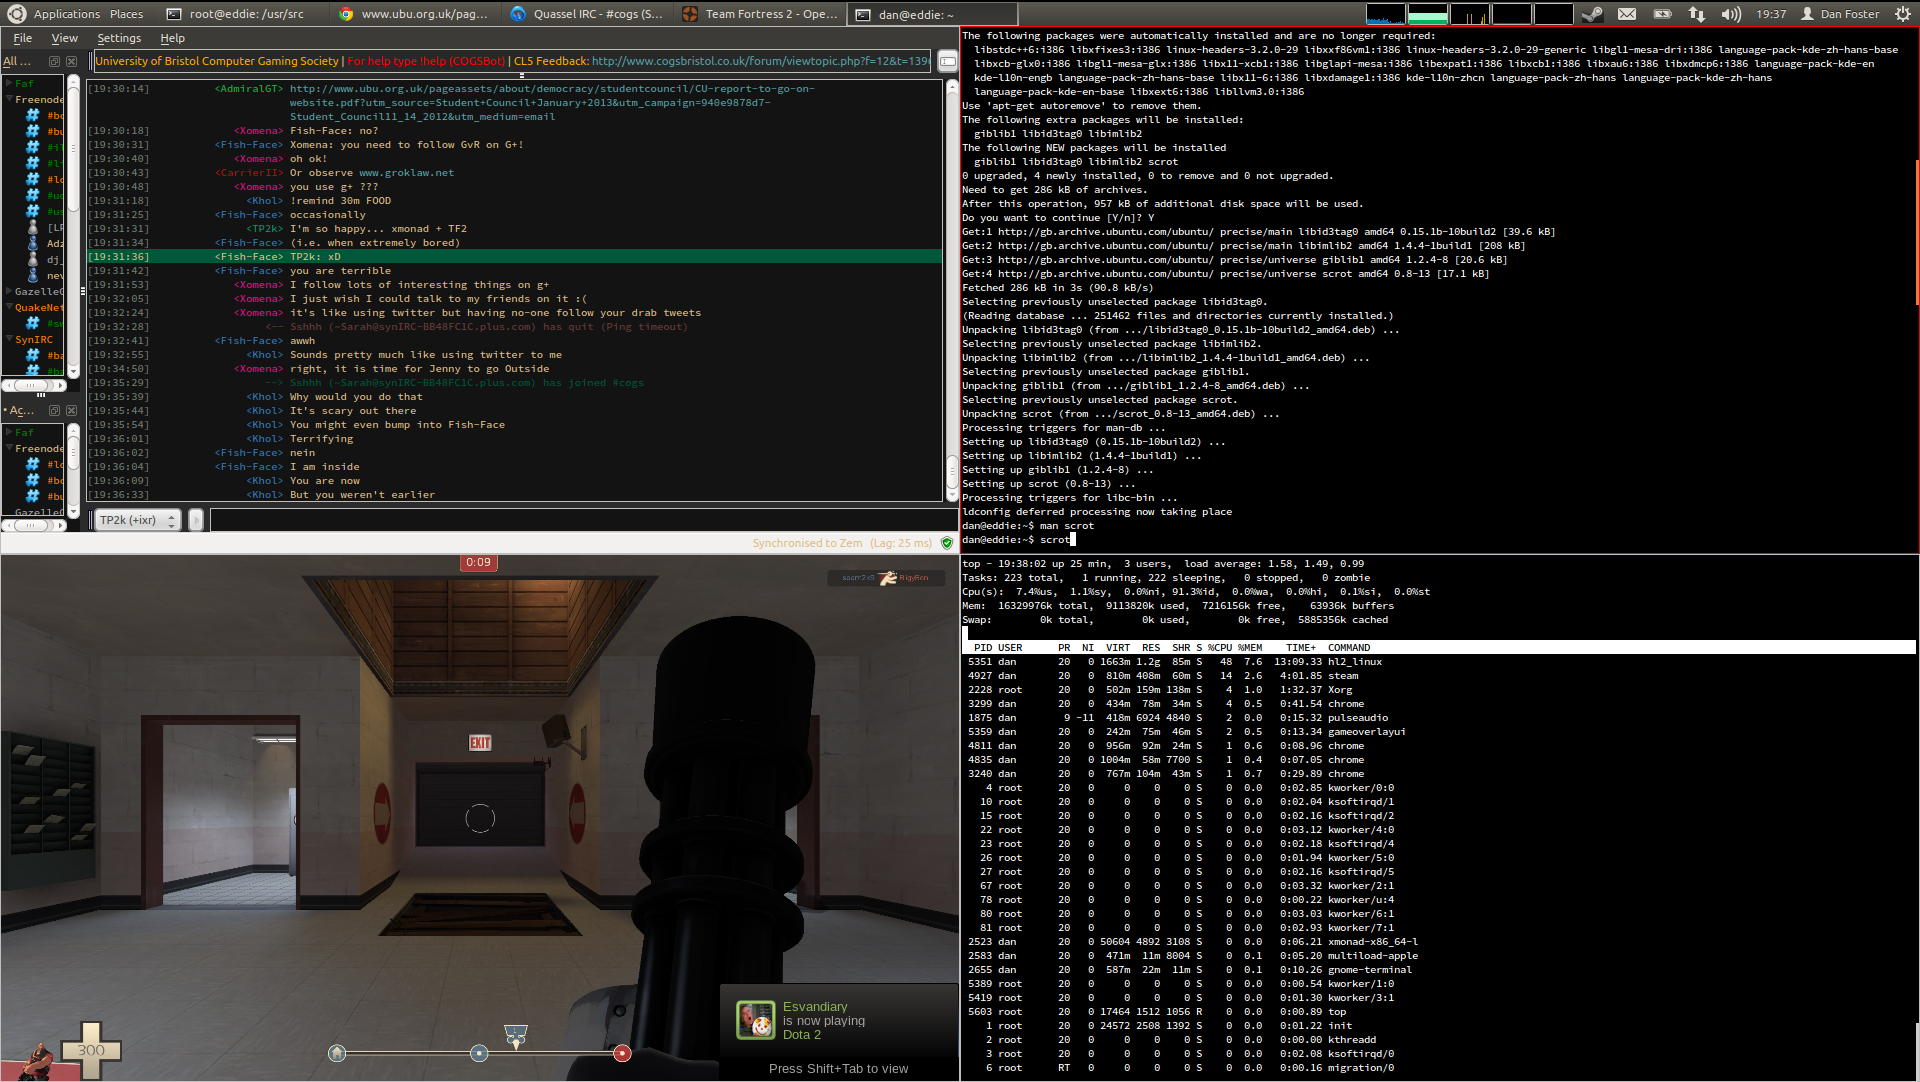 Applications Places root@eddie: /usr/src www.ubu.org.uk/pag... Quassel IRC - #cogs (S... Team Fortress 2 - Ope... dan@eddie: ~ 19:37 Dan Foster
File View Settings Help
All ...
University of Bristol Computer Gaming Society | For help type !help (COGSBot) | CLS Feedback: http://www.cogsbristol.co.uk/forum/viewtopic.php?f=12&t=139
Faf
Freenode
[LF
Adz
dj_
nev
GazelleC
QuakeNet
SynIRC
Ac...
Faf
Freenode
#lo
#bo
#bu
GazelleC
[19:30:14] <AdmiralGT> http://www.ubu.org.uk/pageassets/about/democracy/studentcouncil/CU-report-to-go-on-
website.pdf?utm_source=Student+Council+January+2013&utm_campaign=940e9878d7-
Student_Council11_14_2012&utm_medium=email
[19:30:18] <Xomena> Fish-Face: no?
[19:30:31] <Fish-Face> Xomena: you need to follow GvR on G+!
[19:30:40] <Xomena> oh ok!
[19:30:43] <CarrierII> Or observe www.groklaw.net
[19:30:48] <Xomena> you use g+ ???
[19:31:18] <Khol> !remind 30m FOOD
[19:31:25] <Fish-Face> occasionally
[19:31:31] <TP2k> I'm so happy... xmonad + TF2
[19:31:34] <Fish-Face> (i.e. when extremely bored)
[19:31:36] <Fish-Face> TP2k: xD
[19:31:42] <Fish-Face> you are terrible
[19:31:53] <Xomena> I follow lots of interesting things on g+
[19:32:05] <Xomena> I just wish I could talk to my friends on it :(
[19:32:24] <Xomena> it's like using twitter but having no-one follow your drab tweets
[19:32:28] <-- Sshhh (~Sarah@synIRC-BB48FC1C.plus.com) has quit (Ping timeout)
[19:32:41] <Fish-Face> awwh
[19:32:55] <Khol> Sounds pretty much like using twitter to me
[19:34:50] <Xomena> right, it is time for Jenny to go Outside
[19:35:29] --> Sshhh (~Sarah@synIRC-BB48FC1C.plus.com) has joined #cogs
[19:35:39] <Khol> Why would you do that
[19:35:44] <Khol> It's scary out there
[19:35:54] <Khol> You might even bump into Fish-Face
[19:36:01] <Khol> Terrifying
[19:36:02] <Fish-Face> nein
[19:36:04] <Fish-Face> I am inside
[19:36:09] <Khol> You are now
[19:36:33] <Khol> But you weren't earlier
TP2k (+ixr)
Synchronised to Zem (Lag: 25 ms)
The following packages were automatically installed and are no longer required:
libstdc++6:i386 libxfixes3:i386 linux-headers-3.2.0-29 libxxf86vm1:i386 linux-headers-3.2.0-29-generic libgl1-mesa-dri:i386 language-pack-kde-zh-hans-base
libxcb-glx0:i386 libgl1-mesa-glx:i386 libx11-xcb1:i386 libglapi-mesa:i386 libexpat1:i386 libxcb1:i386 libxau6:i386 libxdmcp6:i386 language-pack-kde-en
kde-l10n-engb language-pack-zh-hans-base libx11-6:i386 libxdamage1:i386 kde-l10n-zhcn language-pack-zh-hans language-pack-kde-zh-hans
language-pack-kde-en-base libxext6:i386 libllvm3.0:i386
Use 'apt-get autoremove' to remove them.
The following extra packages will be installed:
giblib1 libid3tag0 libimlib2
The following NEW packages will be installed
giblib1 libid3tag0 libimlib2 scrot
0 upgraded, 4 newly installed, 0 to remove and 0 not upgraded.
Need to get 286 kB of archives.
After this operation, 957 kB of additional disk space will be used.
Do you want to continue [Y/n]? Y
Get:1 http://gb.archive.ubuntu.com/ubuntu/ precise/main libid3tag0 amd64 0.15.1b-10build2 [39.6 kB]
Get:2 http://gb.archive.ubuntu.com/ubuntu/ precise/main libimlib2 amd64 1.4.4-1build1 [208 kB]
Get:3 http://gb.archive.ubuntu.com/ubuntu/ precise/universe giblib1 amd64 1.2.4-8 [20.6 kB]
Get:4 http://gb.archive.ubuntu.com/ubuntu/ precise/universe scrot amd64 0.8-13 [17.1 kB]
Fetched 286 kB in 3s (90.8 kB/s)
Selecting previously unselected package libid3tag0.
(Reading database ... 251462 files and directories currently installed.)
Unpacking libid3tag0 (from .../libid3tag0_0.15.1b-10build2_amd64.deb) ...
Selecting previously unselected package libimlib2.
Unpacking libimlib2 (from .../libimlib2_1.4.4-1build1_amd64.deb) ...
Selecting previously unselected package giblib1.
Unpacking giblib1 (from .../giblib1_1.2.4-8_amd64.deb) ...
Selecting previously unselected package scrot.
Unpacking scrot (from .../scrot_0.8-13_amd64.deb) ...
Processing triggers for man-db ...
Setting up libid3tag0 (0.15.1b-10build2) ...
Setting up libimlib2 (1.4.4-1build1) ...
Setting up giblib1 (1.2.4-8) ...
Setting up scrot (0.8-13) ...
Processing triggers for libc-bin ...
ldconfig deferred processing now taking place
dan@eddie:~$ man scrot
dan@eddie:~$ scrot
0:09
BigyBen
EXIT
300
Esvandiary
is now playing
Dota 2
Press Shift+Tab to view
top - 19:38:02 up 25 min, 3 users, load average: 1.58, 1.49, 0.99
Tasks: 223 total, 1 running, 222 sleeping, 0 stopped, 0 zombie
Cpu(s): 7.4%us, 1.1%sy, 0.0%ni, 91.3%id, 0.0%wa, 0.0%hi, 0.1%si, 0.0%st
Mem: 16329976k total, 9113820k used, 7216156k free, 63936k buffers
Swap: 0k total, 0k used, 0k free, 5885356k cached
PID USER PR NI VIRT RES SHR S %CPU %MEM TIME+ COMMAND
5351 dan 20 0 1663m 1.2g 85m S 48 7.6 13:09.33 hl2_linux
4927 dan 20 0 810m 408m 60m S 14 2.6 4:01.85 steam
2228 root 20 0 502m 159m 138m S 4 1.0 1:32.37 Xorg
3299 dan 20 0 434m 78m 34m S 4 0.5 0:41.54 chrome
1875 dan 9 -11 418m 6924 4840 S 2 0.0 0:15.32 pulseaudio
5359 dan 20 0 242m 75m 46m S 2 0.5 0:13.34 gameoverlayui
4811 dan 20 0 956m 92m 24m S 1 0.6 0:08.96 chrome
4835 dan 20 0 1004m 58m 7700 S 1 0.4 0:07.05 chrome
3240 dan 20 0 767m 104m 43m S 1 0.7 0:29.89 chrome
4 root 20 0 0 0 0 S 0 0.0 0:02.85 kworker/0:0
10 root 20 0 0 0 0 S 0 0.0 0:02.04 ksoftirqd/1
15 root 20 0 0 0 0 S 0 0.0 0:02.16 ksoftirqd/2
22 root 20 0 0 0 0 S 0 0.0 0:03.12 kworker/4:0
23 root 20 0 0 0 0 S 0 0.0 0:02.18 ksoftirqd/4
26 root 20 0 0 0 0 S 0 0.0 0:01.94 kworker/5:0
27 root 20 0 0 0 0 S 0 0.0 0:02.16 ksoftirqd/5
67 root 20 0 0 0 0 S 0 0.0 0:03.32 kworker/2:1
78 root 20 0 0 0 0 S 0 0.0 0:00.22 kworker/u:4
80 root 20 0 0 0 0 S 0 0.0 0:03.03 kworker/6:1
81 root 20 0 0 0 0 S 0 0.0 0:02.93 kworker/7:1
2523 dan 20 0 50604 4892 3108 S 0 0.0 0:06.21 xmonad-x86_64-l
2583 dan 20 0 471m 11m 8004 S 0 0.1 0:05.20 multiload-apple
2655 dan 20 0 587m 22m 11m S 0 0.1 0:10.26 gnome-terminal
5389 root 20 0 0 0 0 S 0 0.0 0:00.54 kworker/1:0
5419 root 20 0 0 0 0 S 0 0.0 0:01.30 kworker/3:1
5603 root 20 0 17464 1512 1056 R 0 0.0 0:00.89 top
1 root 20 0 24572 2508 1392 S 0 0.0 0:01.22 init
2 root 20 0 0 0 0 S 0 0.0 0:00.00 kthreadd
3 root 20 0 0 0 0 S 0 0.0 0:02.08 ksoftirqd/0
6 root RT 0 0 0 0 S 0 0.0 0:00.16 migration/0